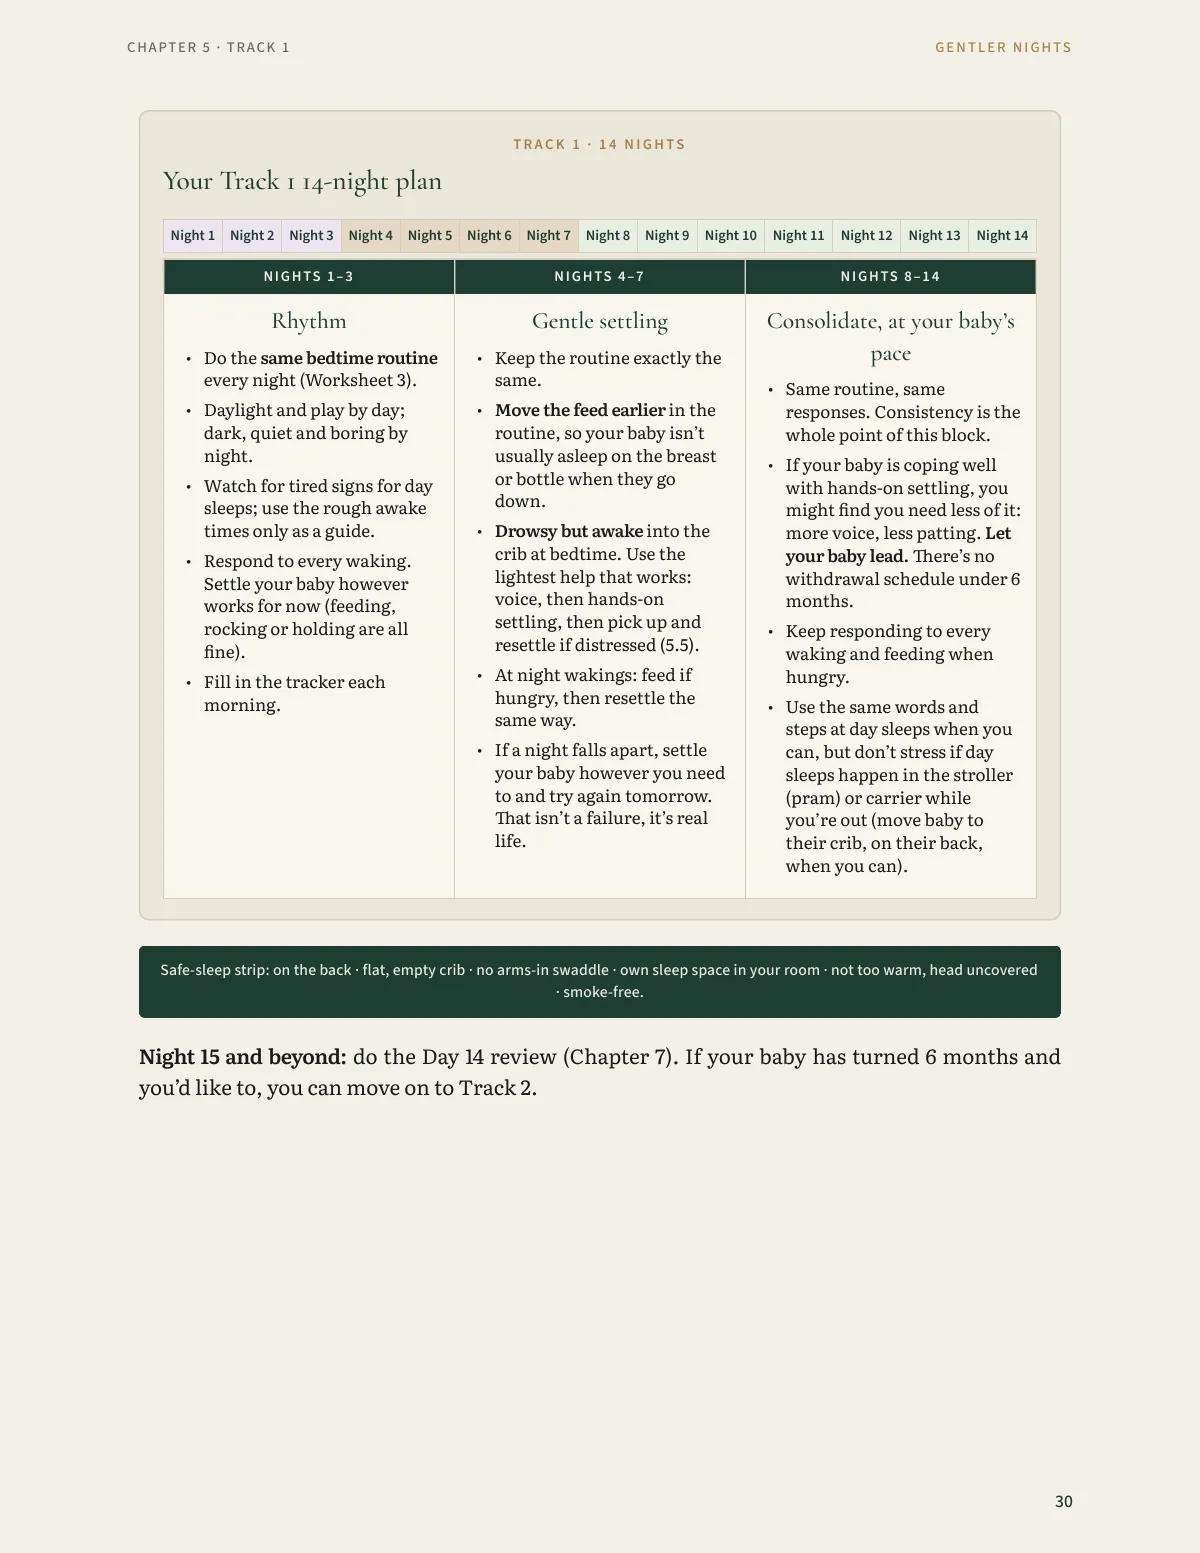 CHAPTER 5 · TRACK 1
GENTLER NIGHTS
TRACK 1 · 14 NIGHTS
Your Track 1 14-night plan
Night 1 Night 2 Night 3 Night 4 Night 5 Night 6 Night 7 Night 8 Night 9 Night 10 Night 11 Night 12 Night 13 Night 14
NIGHTS 1–3
Rhythm
• Do the same bedtime routine
every night (Worksheet 3).
• Daylight and play by day;
dark, quiet and boring by
night.
• Watch for tired signs for day
sleeps; use the rough awake
times only as a guide.
• Respond to every waking.
Settle your baby however
works for now (feeding,
rocking or holding are all
fine).
• Fill in the tracker each
morning.
NIGHTS 4–7
Gentle settling
• Keep the routine exactly the
same.
• Move the feed earlier in the
routine, so your baby isn’t
usually asleep on the breast
or bottle when they go
down.
• Drowsy but awake into the
crib at bedtime. Use the
lightest help that works:
voice, then hands-on
settling, then pick up and
resettle if distressed (5.5).
• At night wakings: feed if
hungry, then resettle the
same way.
• If a night falls apart, settle
your baby however you need
to and try again tomorrow.
That isn’t a failure, it’s real
life.
NIGHTS 8–14
Consolidate, at your baby’s
pace
• Same routine, same
responses. Consistency is the
whole point of this block.
• If your baby is coping well
with hands-on settling, you
might find you need less of it:
more voice, less patting. Let
your baby lead. There’s no
withdrawal schedule under 6
months.
• Keep responding to every
waking and feeding when
hungry.
• Use the same words and
steps at day sleeps when you
can, but don’t stress if day
sleeps happen in the stroller
(pram) or carrier while
you’re out (move baby to
their crib, on their back,
when you can).
Safe-sleep strip: on the back · flat, empty crib · no arms-in swaddle · own sleep space in your room · not too warm, head uncovered
· smoke-free.
Night 15 and beyond: do the Day 14 review (Chapter 7). If your baby has turned 6 months and
you’d like to, you can move on to Track 2.
30